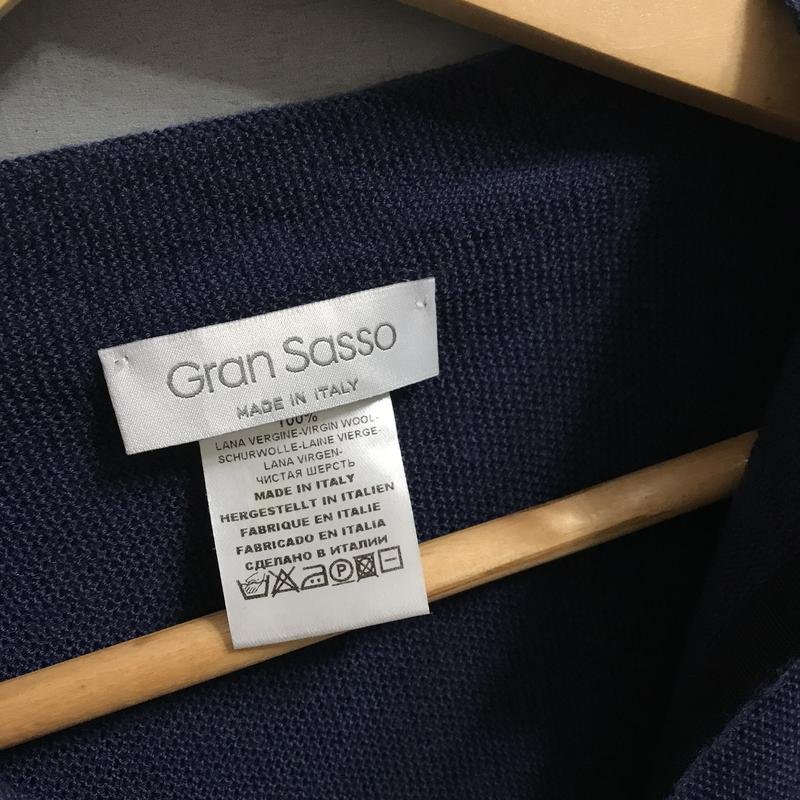 Gran Sasso
MADE IN ITALY
100%
LANA VERGINE-VIRGIN WOOL-
SCHURWOLLE-LAINE VIERGE-
LANA VIRGEN-
ЧИСТАЯ ШЕРСТЬ
MADE IN ITALY
HERGESTELLT IN ITALIEN
FABRIQUE EN ITALIE
FABRICADO EN ITALIA
СДЕЛАНО В ИТАЛИИ
P